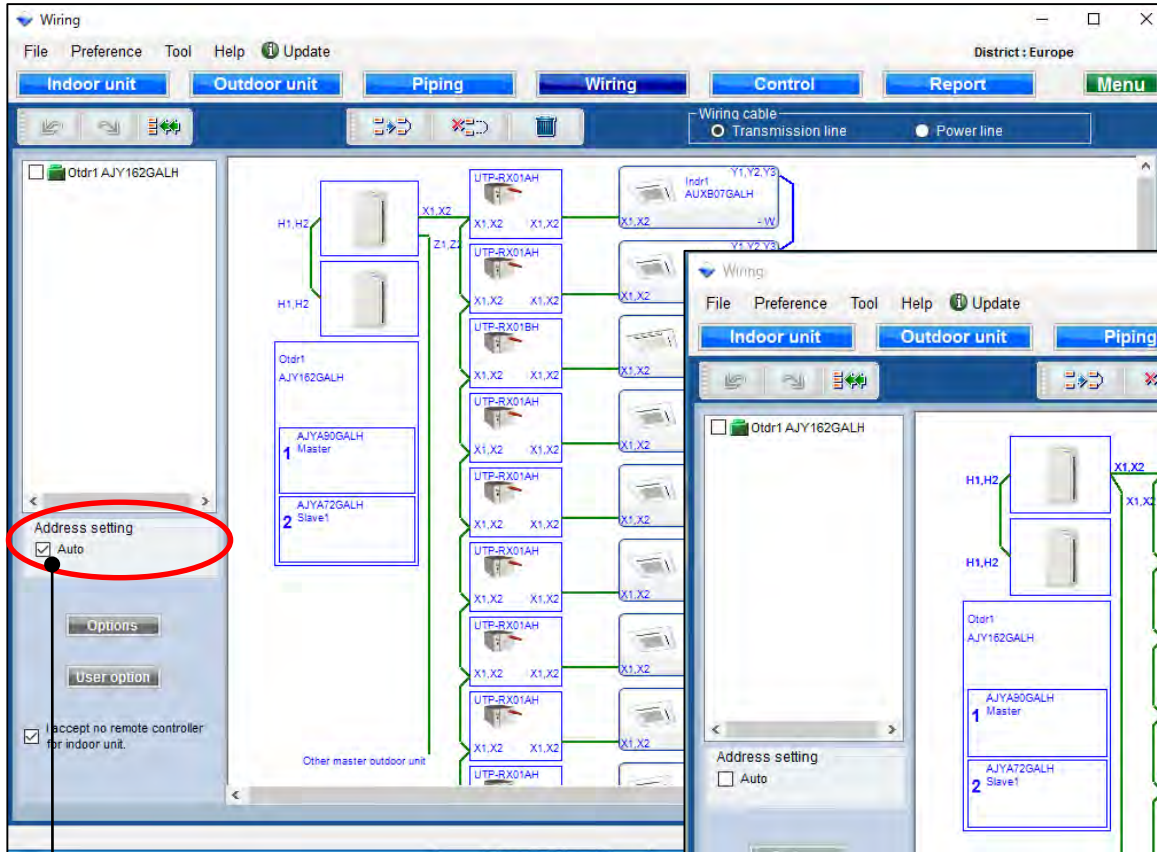 Wiring
File Preference Tool Help Update District : Europe
Indoor unit Outdoor unit Piping Wiring Control Report Menu
Wiring cable
Transmission line Power line
Otdr1 AJY162GALH
Address setting
Auto
Options
User option
I accept no remote controller
for indoor unit.
H1,H2
H1,H2
X1,X2
Z1,Z2
Otdr1
AJY162GALH
AJYA90GALH
1 Master
AJYA72GALH
2 Slave1
Other master outdoor unit
UTP-RX01AH
X1,X2 X1,X2
UTP-RX01AH
X1,X2 X1,X2
UTP-RX01BH
X1,X2 X1,X2
UTP-RX01AH
X1,X2 X1,X2
UTP-RX01AH
X1,X2 X1,X2
UTP-RX01AH
X1,X2 X1,X2
UTP-RX01AH
X1,X2 X1,X2
UTP-RX01AH
X1,X2 X1,X2
UTP-RX01AH
Y1,Y2,Y3
Indr1
AUXB07GALH
X1,X2 - W
Y1,Y2,Y3
X1,X2
X1,X2
X1,X2
X1,X2
X1,X2
X1,X2
X1,X2
Wiring
File Preference Tool Help Update
Indoor unit Outdoor unit Piping
Otdr1 AJY162GALH
Address setting
Auto
H1,H2
H1,H2
X1,X2
X1,X2
Otdr1
AJY162GALH
AJYA90GALH
1 Master
AJYA72GALH
2 Slave1